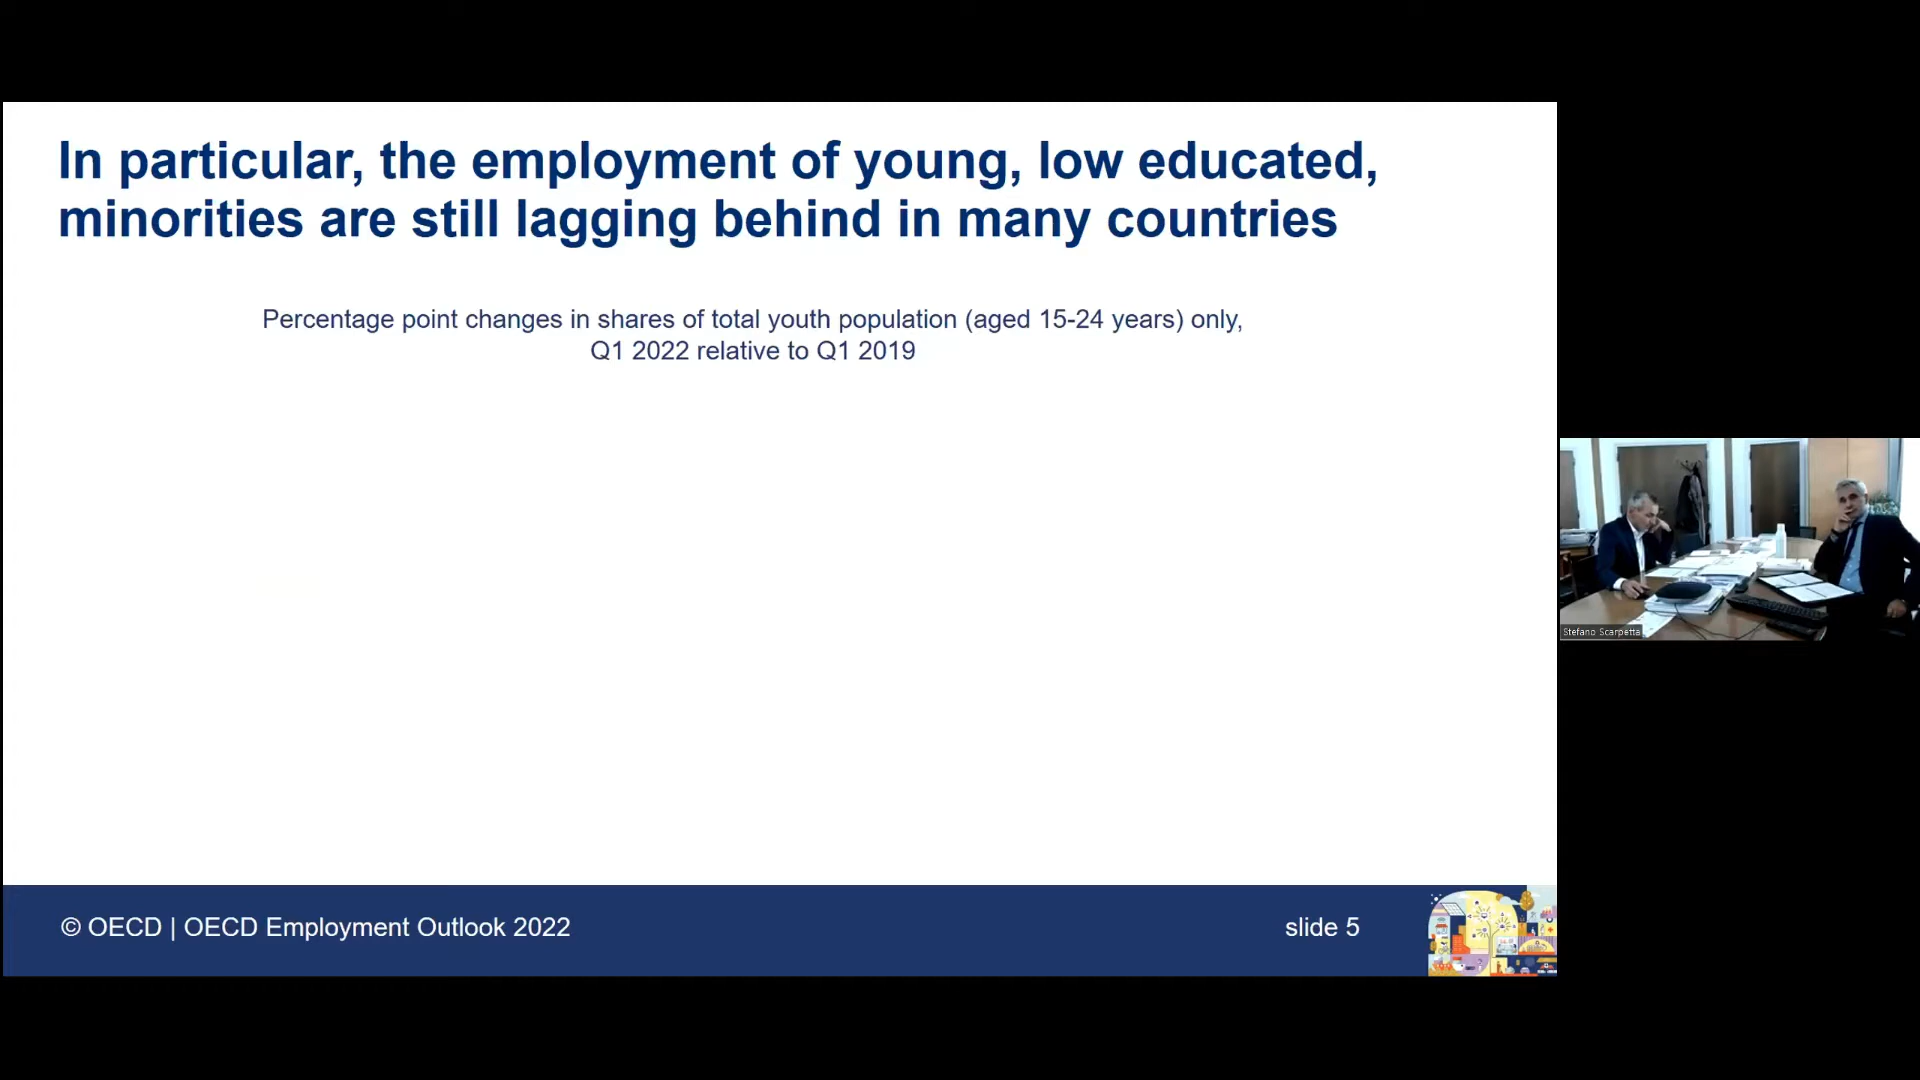 In particular, the employment of young, low educated,
minorities are still lagging behind in many countries
Percentage point changes in shares of total youth population (aged 15-24 years) only,
Q1 2022 relative to Q1 2019
Stefano Scarpetta
© OECD | OECD Employment Outlook 2022
slide 5